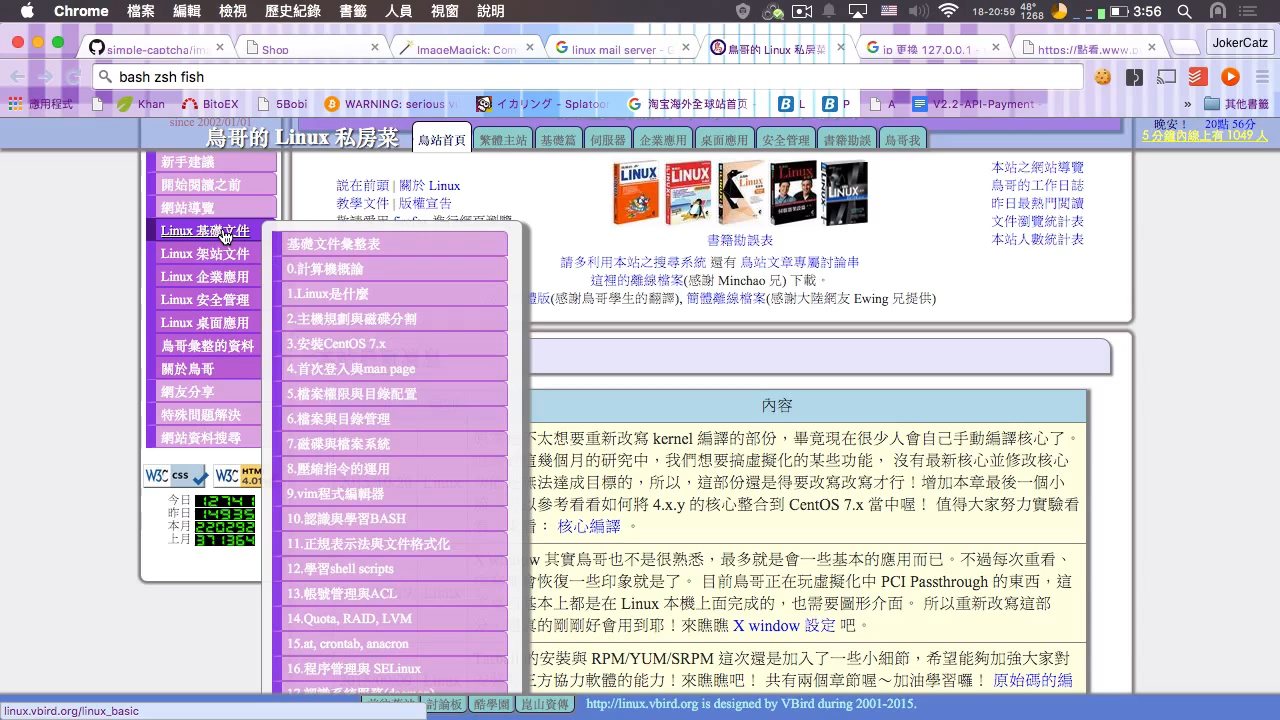 Chrome 檔案 編輯 檢視 歷史紀錄 書籤 人員 視窗 說明
18-20:59
3:56
simple-captcha/im
Shop
ImageMagick: Com
linux mail server - G
鳥哥的 Linux 私房菜
ip 更換 127.0.0.1 -
https://點看.www.p
JokerCatz
bash zsh fish
應用程式
Khan
BitoEX
5Bobi
WARNING: serious v
イカリング - Splatoon
淘宝海外全球站首页
L
P
A
V2.2-API-Payment
» 其他書籤
since 2002/01/01
鳥哥的 Linux 私房菜
鳥站首頁 繁體主站 基礎篇 伺服器 企業應用 桌面應用 安全管理 書籍勘誤 鳥哥我
晚安！ 20點 56分
5 分鐘內線上有 1049 人
新手建議
開始閱讀之前
網站導覽
Linux 基礎文件
Linux 架站文件
Linux 企業應用
Linux 安全管理
Linux 桌面應用
鳥哥彙整的資料
關於鳥哥
網友分享
特殊問題解決
網站資料搜尋
W3C css
W3C HTM 4.01
今日 12741
昨日 14935
本月 220292
上月 371364
基礎文件彙整表
0.計算機概論
1.Linux是什麼
2.主機規劃與磁碟分割
3.安裝CentOS 7.x
4.首次登入與man page
5.檔案權限與目錄配置
6.檔案與目錄管理
7.磁碟與檔案系統
8.壓縮指令的運用
9.vim程式編輯器
10.認識與學習BASH
11.正規表示法與文件格式化
12.學習shell scripts
13.帳號管理與ACL
14.Quota, RAID, LVM
15.at, crontab, anacron
16.程序管理與 SELinux
17.認識系統服務(daemon)
說在前頭 | 關於 Linux
教學文件 | 版權宣告
書籍勘誤表
請多利用本站之搜尋系統 還有 鳥站文章專屬討論串
這裡的離線檔案(感謝 Minchao 兄) 下載。
體版(感謝鳥哥學生的翻譯), 簡體離線檔案(感謝大陸網友 Ewing 兄提供)
本站之網站導覽
鳥哥的工作日誌
昨日最熱門閱讀
文件瀏覽統計表
本站人數統計表
內容
不太想要重新改寫 kernel 編譯的部份，畢竟現在很少人會自己手動編譯核心了。
這幾個月的研究中，我們想要搞虛擬化的某些功能， 沒有最新核心並修改核心
無法達成目標的，所以，這部份還是得要改寫改寫才行！增加本章最後一個小
以參考看看如何將 4.x.y 的核心整合到 CentOS 7.x 當中喔！ 值得大家努力實驗看
看： 核心編譯 。
X window 其實鳥哥也不是很熟悉，最多就是會一些基本的應用而已。不過每次重看、
會恢復一些印象就是了。 目前鳥哥正在玩虛擬化中 PCI Passthrough 的東西，這
基本上都是在 Linux 本機上面完成的，也需要圖形介面。 所以重新改寫這部
真的剛剛好會用到耶！來瞧瞧 X window 設定 吧。
的安裝與 RPM/YUM/SRPM 這次還是加入了一些小細節，希望能夠加強大家對
三方協力軟體的能力！來瞧瞧吧！ 共有兩個章節喔～加油學習囉！ 原始碼的編
討論板 酷學園 崑山資傳
http://linux.vbird.org is designed by VBird during 2001-2015.
linux.vbird.org/linux_basic